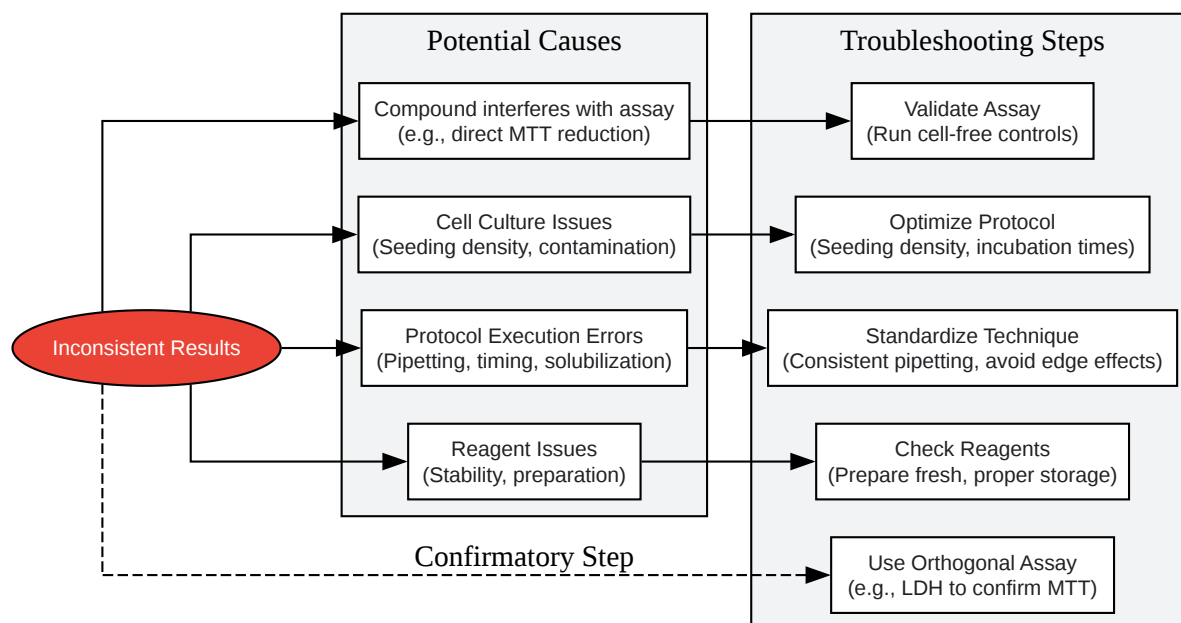 Potential Causes
Troubleshooting Steps
Compound interferes with assay
(e.g., direct MTT reduction)
Validate Assay
(Run cell-free controls)
Cell Culture Issues
(Seeding density, contamination)
Optimize Protocol
(Seeding density, incubation times)
Inconsistent Results
Protocol Execution Errors
(Pipetting, timing, solubilization)
Standardize Technique
(Consistent pipetting, avoid edge effects)
Reagent Issues
(Stability, preparation)
Check Reagents
(Prepare fresh, proper storage)
Confirmatory Step
Use Orthogonal Assay
(e.g., LDH to confirm MTT)